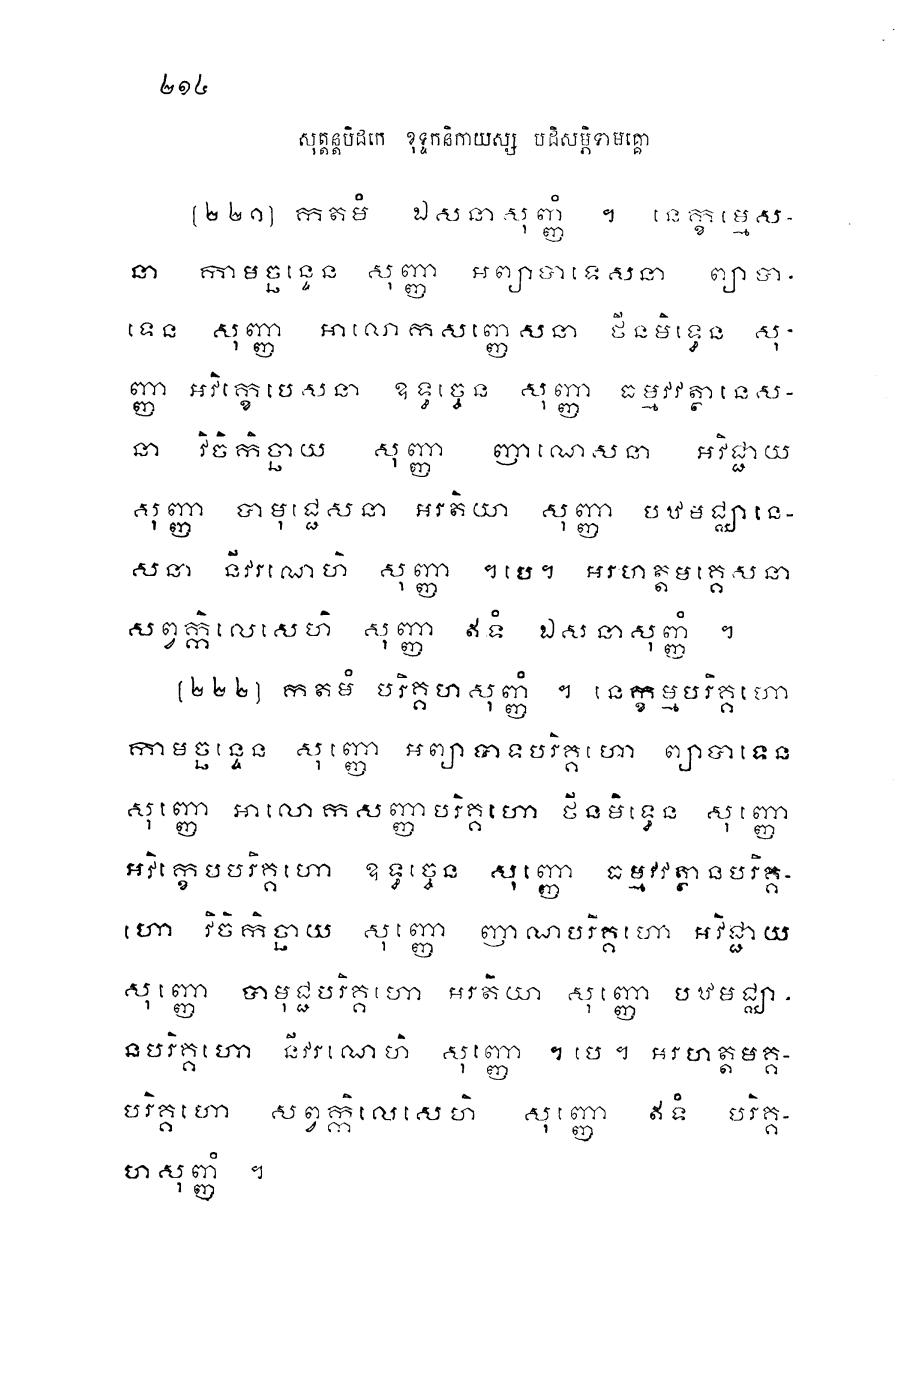 ២១៤
សុត្តន្តបិដកេ ខុទ្ទកនិកាយស្ស បដិសម្ភិទាមគ្គោ
(២២១) កតមំ ឯសនាសុញ្ញំ ។ នេក្ខម្មេស-
នា កាមច្ឆន្ទេន សុញ្ញា អព្យាបាទេសនា ព្យាបា-
ទេន សុញ្ញា អាលោកសញ្ញេសនា ថីនមិទ្ធេន សុ-
ញ្ញា អវិក្ខេបេសនា ឧទ្ធច្ចេន សុញ្ញា ធម្មវវត្ថានេស-
នា វិចិកិច្ឆាយ សុញ្ញា ញាណេសនា អវិជ្ជាយ
សុញ្ញា បាមុជ្ជេសនា អរតិយា សុញ្ញា បឋមជ្ឈានេ-
សនា នីវរណេហិ សុញ្ញា ។បេ។ អរហត្តមគ្គេសនា
សព្វក្កិលេសេហិ សុញ្ញា ឥទំ ឯសនាសុញ្ញំ ។
(២២២) កតមំ បរិគ្គហសុញ្ញំ ។ នេក្ខម្មបរិគ្គហោ
កាមច្ឆន្ទេន សុញ្ញោ អព្យាបាទបរិគ្គហោ ព្យាបាទេន
សុញ្ញោ អាលោកសញ្ញាបរិគ្គហោ ថីនមិទ្ធេន សុញ្ញោ
អវិក្ខេបបរិគ្គហោ ឧទ្ធច្ចេន សុញ្ញោ ធម្មវវត្ថានបរិគ្គ-
ហោ វិចិកិច្ឆាយ សុញ្ញោ ញាណបរិគ្គហោ អវិជ្ជាយ
សុញ្ញោ បាមុជ្ជបរិគ្គហោ អរតិយា សុញ្ញោ បឋមជ្ឈា-
នបរិគ្គហោ នីវរណេហិ សុញ្ញោ ។ បេ ។ អរហត្តមគ្គ-
បរិគ្គហោ សព្វក្កិលេសេហិ សុញ្ញោ ឥទំ បរិគ្គ-
ហសុញ្ញំ ។